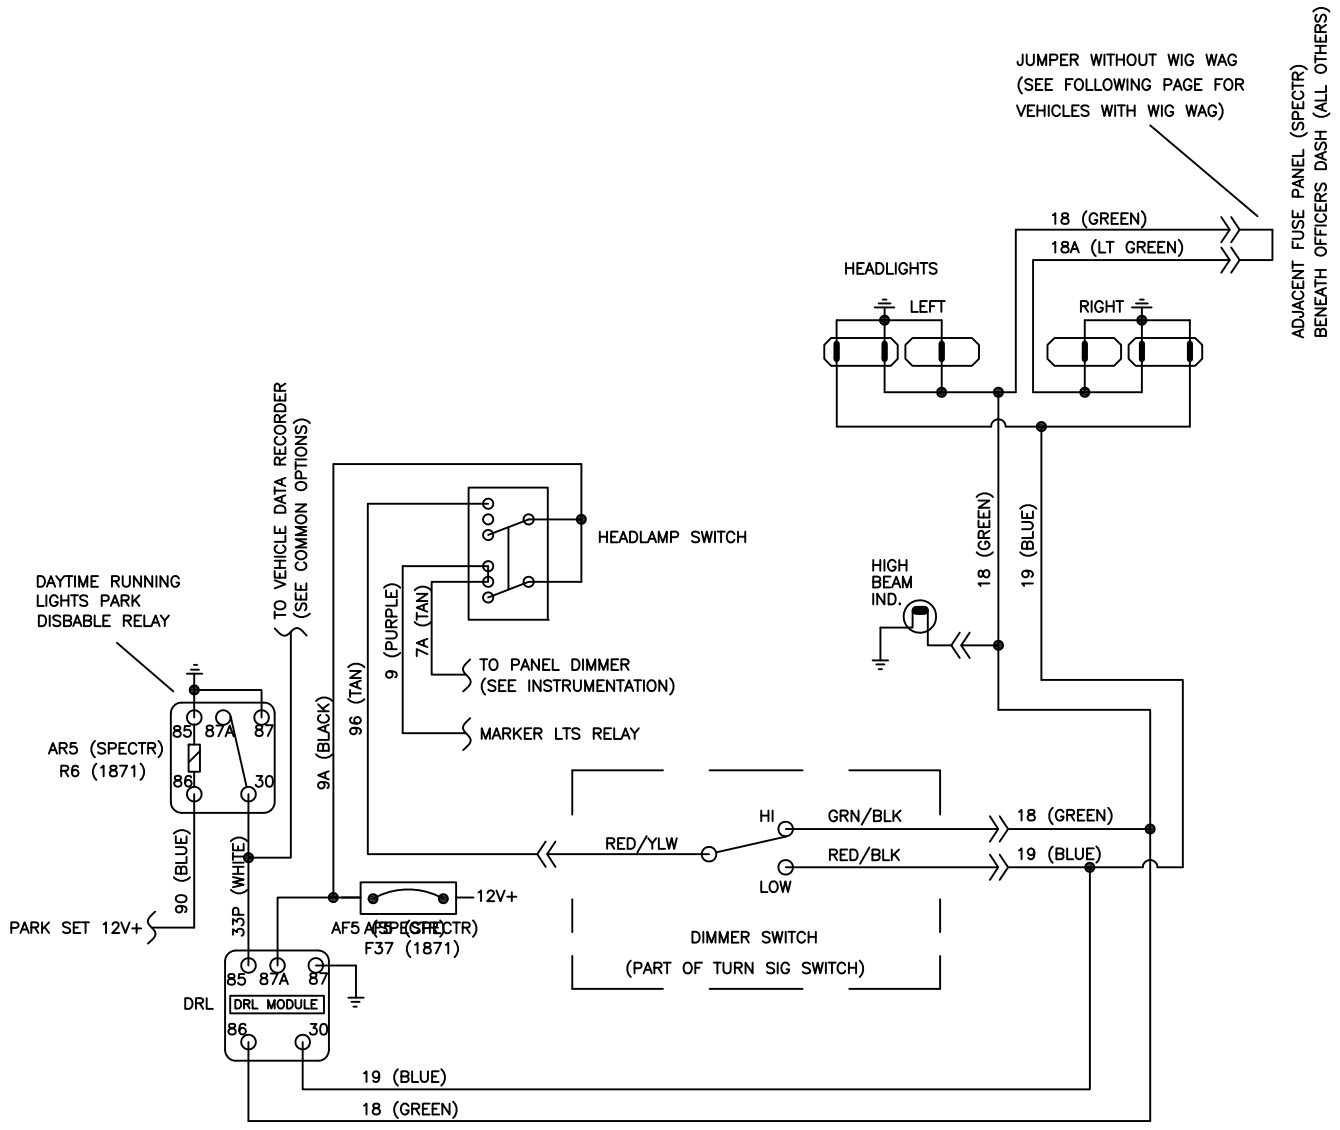 JUMPER WITHOUT WIG WAG
(SEE FOLLOWING PAGE FOR
VEHICLES WITH WIG WAG)
ADJACENT FUSE PANEL (SPECTR)
BENEATH OFFICERS DASH (ALL OTHERS)
18 (GREEN)
18A (LT GREEN)
HEADLIGHTS
LEFT
RIGHT
TO VEHICLE DATA RECORDER
(SEE COMMON OPTIONS)
HEADLAMP SWITCH
18 (GREEN)
19 (BLUE)
HIGH
BEAM
IND.
DAYTIME RUNNING
LIGHTS PARK
DISBABLE RELAY
9 (PURPLE)
7A (TAN)
TO PANEL DIMMER
(SEE INSTRUMENTATION)
MARKER LTS RELAY
96 (TAN)
9A (BLACK)
85
87A
87
AR5 (SPECTR)
R6 (1871)
86
30
90 (BLUE)
33P (WHITE)
PARK SET 12V+
HI
GRN/BLK
18 (GREEN)
RED/YLW
RED/BLK
19 (BLUE)
LOW
12V+
AF5 (SPECTR)
AF5 (SPECTR)
F37 (1871)
DIMMER SWITCH
(PART OF TURN SIG SWITCH)
85
87A
87
DRL
DRL MODULE
86
30
19 (BLUE)
18 (GREEN)